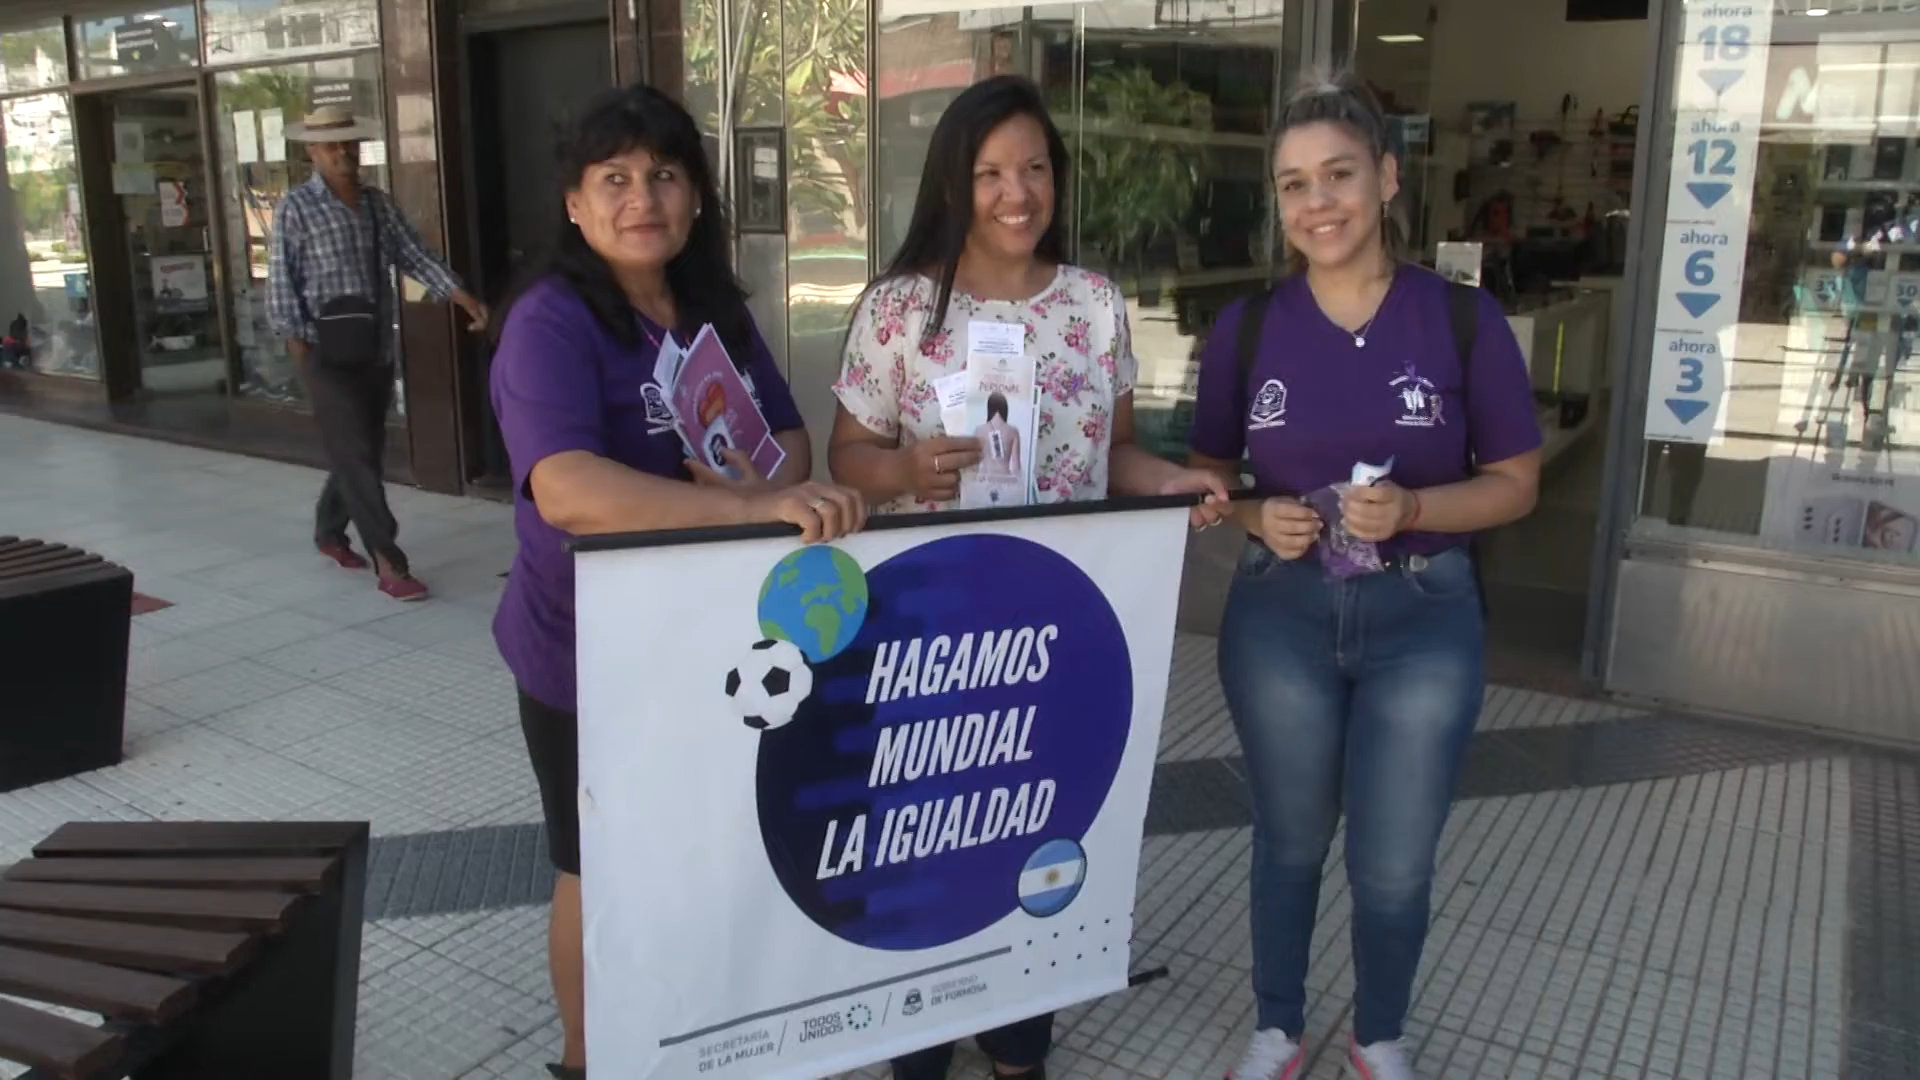 ahora
18
ahora
12
ahora
6
ahora
3
PERSONAL
HAGAMOS
MUNDIAL
LA IGUALDAD
SECRETARÍA
DE LA MUJER
TODOS
UNIDOS
GOBIERNO
DE FORMOSA